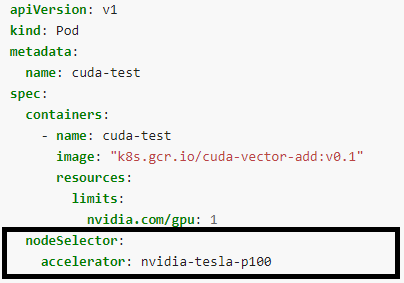 apiVersion: v1
kind: Pod
metadata:
  name: cuda-test
spec:
  containers:
    - name: cuda-test
      image: "k8s.gcr.io/cuda-vector-add:v0.1"
      resources:
        limits:
          nvidia.com/gpu: 1
  nodeSelector:
    accelerator: nvidia-tesla-p100